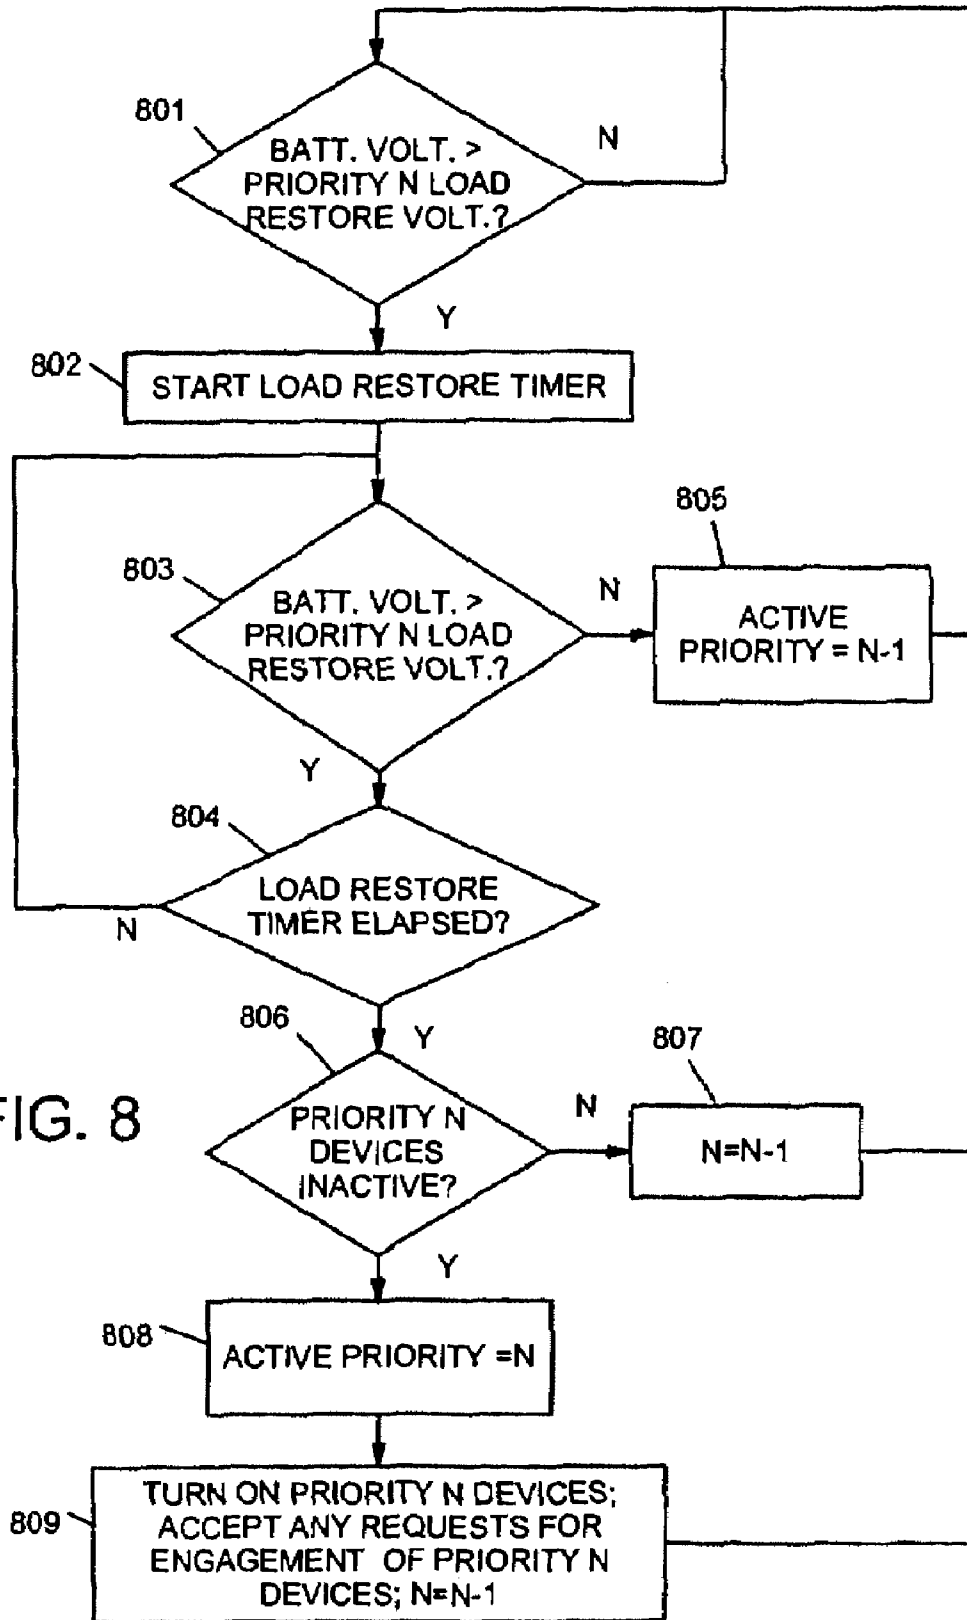 801
BATT. VOLT. >
PRIORITY N LOAD
RESTORE VOLT.?
N
Y
802
START LOAD RESTORE TIMER
803
BATT. VOLT. >
PRIORITY N LOAD
RESTORE VOLT.?
N
805
ACTIVE
PRIORITY = N-1
Y
804
LOAD RESTORE
TIMER ELAPSED?
N
Y
806
PRIORITY N
DEVICES
INACTIVE?
N
807
N=N-1
FIG. 8
Y
808
ACTIVE PRIORITY =N
809
TURN ON PRIORITY N DEVICES;
ACCEPT ANY REQUESTS FOR
ENGAGEMENT OF PRIORITY N
DEVICES; N=N-1